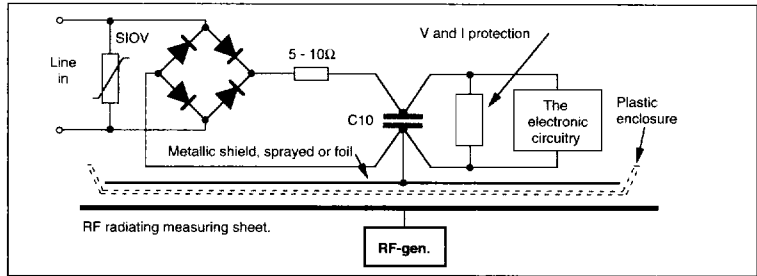 SIOV
Line
in
5 - 10Ω
V and I protection
C10
The
electronic
circuitry
Plastic
enclosure
Metallic shield, sprayed or foil
RF radiating measuring sheet.
RF-gen.